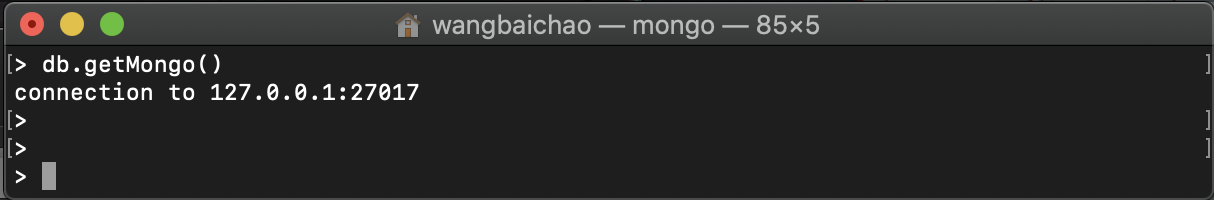 wangbaichao — mongo — 85×5
[> db.getMongo() ]
connection to 127.0.0.1:27017
[> ]
[> ]
>